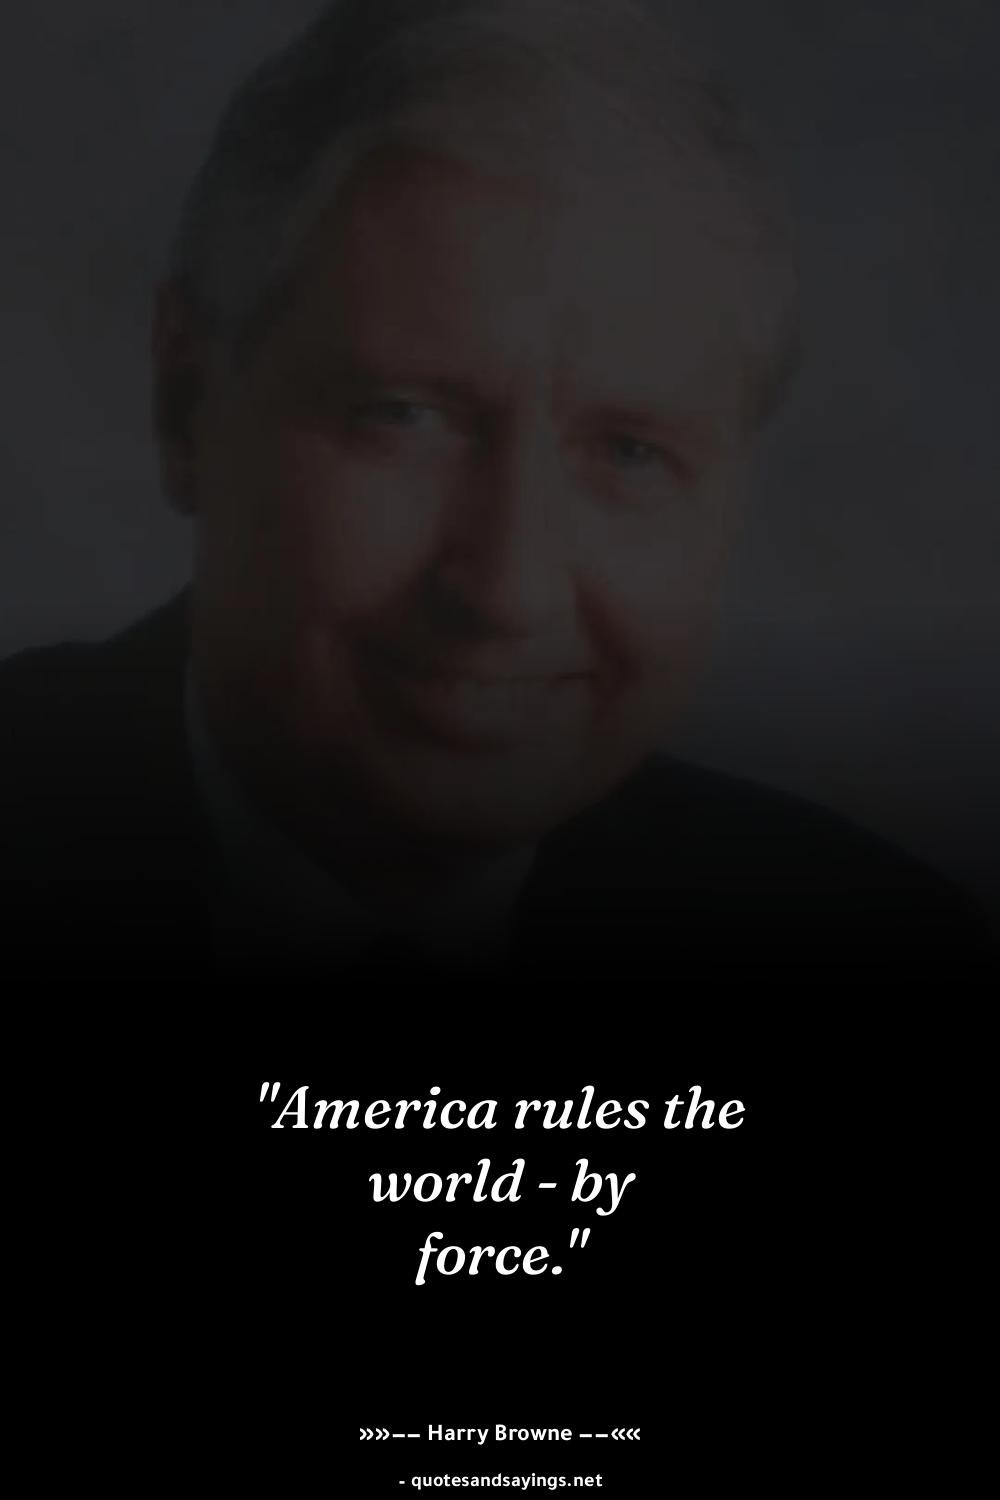 "America rules the
world - by
force."
»»–– Harry Browne ––««
- quotesandsayings.net